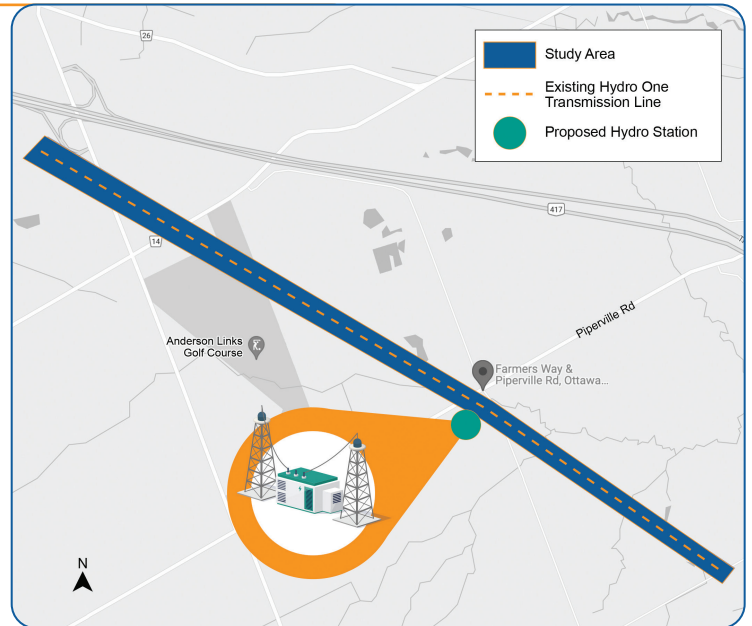 26
Study Area
Existing Hydro One
Transmission Line
Proposed Hydro Station
417
14
Piperville Rd
Anderson Links
Golf Course
Farmers Way &
Piperville Rd, Ottawa...
N